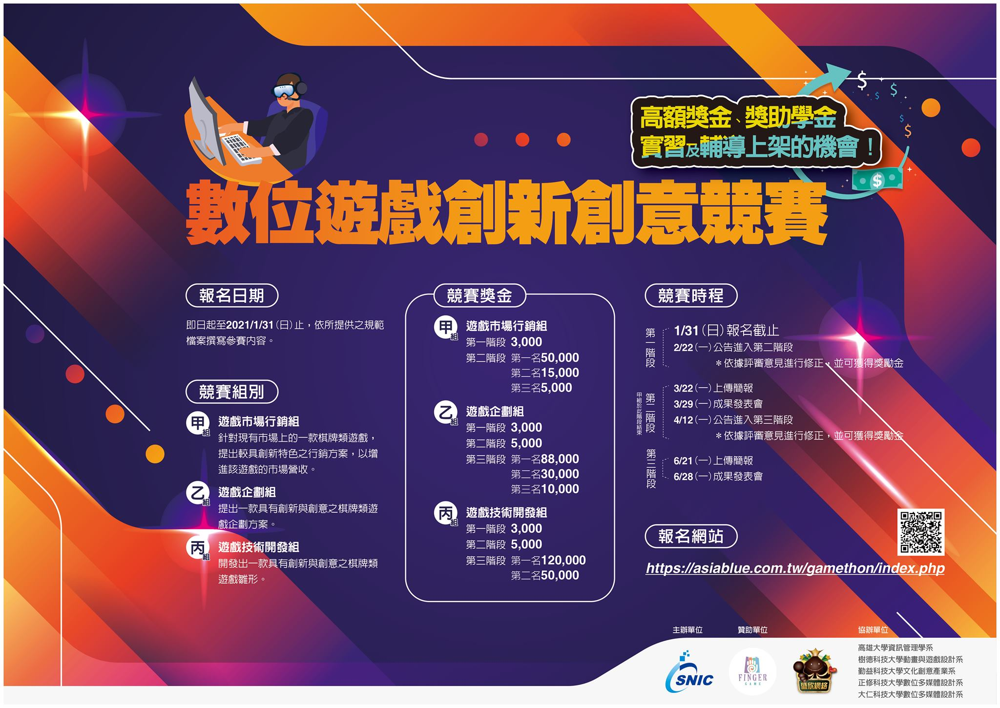 高額獎金、獎助學金
實習及輔導上架的機會！
數位遊戲創新創意競賽
報名日期
即日起至2021/1/31（日）止，依所提供之規範
檔案撰寫參賽內容。
競賽組別
甲組 遊戲市場行銷組
針對現有市場上的一款棋牌類遊戲，
提出較具創新特色之行銷方案，以增
進該遊戲的市場營收。
乙組 遊戲企劃組
提出一款具有創新與創意之棋牌類遊
戲企劃方案。
丙組 遊戲技術開發組
開發出一款具有創新與創意之棋牌類
遊戲雛形。
競賽獎金
甲組 遊戲市場行銷組
第一階段 3,000
第二階段 第一名50,000
第二名15,000
第三名5,000
乙組 遊戲企劃組
第一階段 3,000
第二階段 5,000
第三階段 第一名88,000
第二名30,000
第三名10,000
丙組 遊戲技術開發組
第一階段 3,000
第二階段 5,000
第三階段 第一名120,000
第二名50,000
競賽時程
第一階段
1/31（日）報名截止
2/22（一）公告進入第二階段
＊依據評審意見進行修正，並可獲得獎勵金
第二階段
甲組於此階段結束
3/22（一）上傳簡報
3/29（一）成果發表會
4/12（一）公告進入第三階段
＊依據評審意見進行修正，並可獲得獎勵金
第三階段
6/21（一）上傳簡報
6/28（一）成果發表會
報名網站
https://asiablue.com.tw/gamethon/index.php
主辦單位
SNIC
贊助單位
FINGER
GAME
盛欣網絡
協辦單位
高雄大學資訊管理學系
樹德科技大學動畫與遊戲設計系
勤益科技大學文化創意產業系
正修科技大學數位多媒體設計系
大仁科技大學數位多媒體設計系